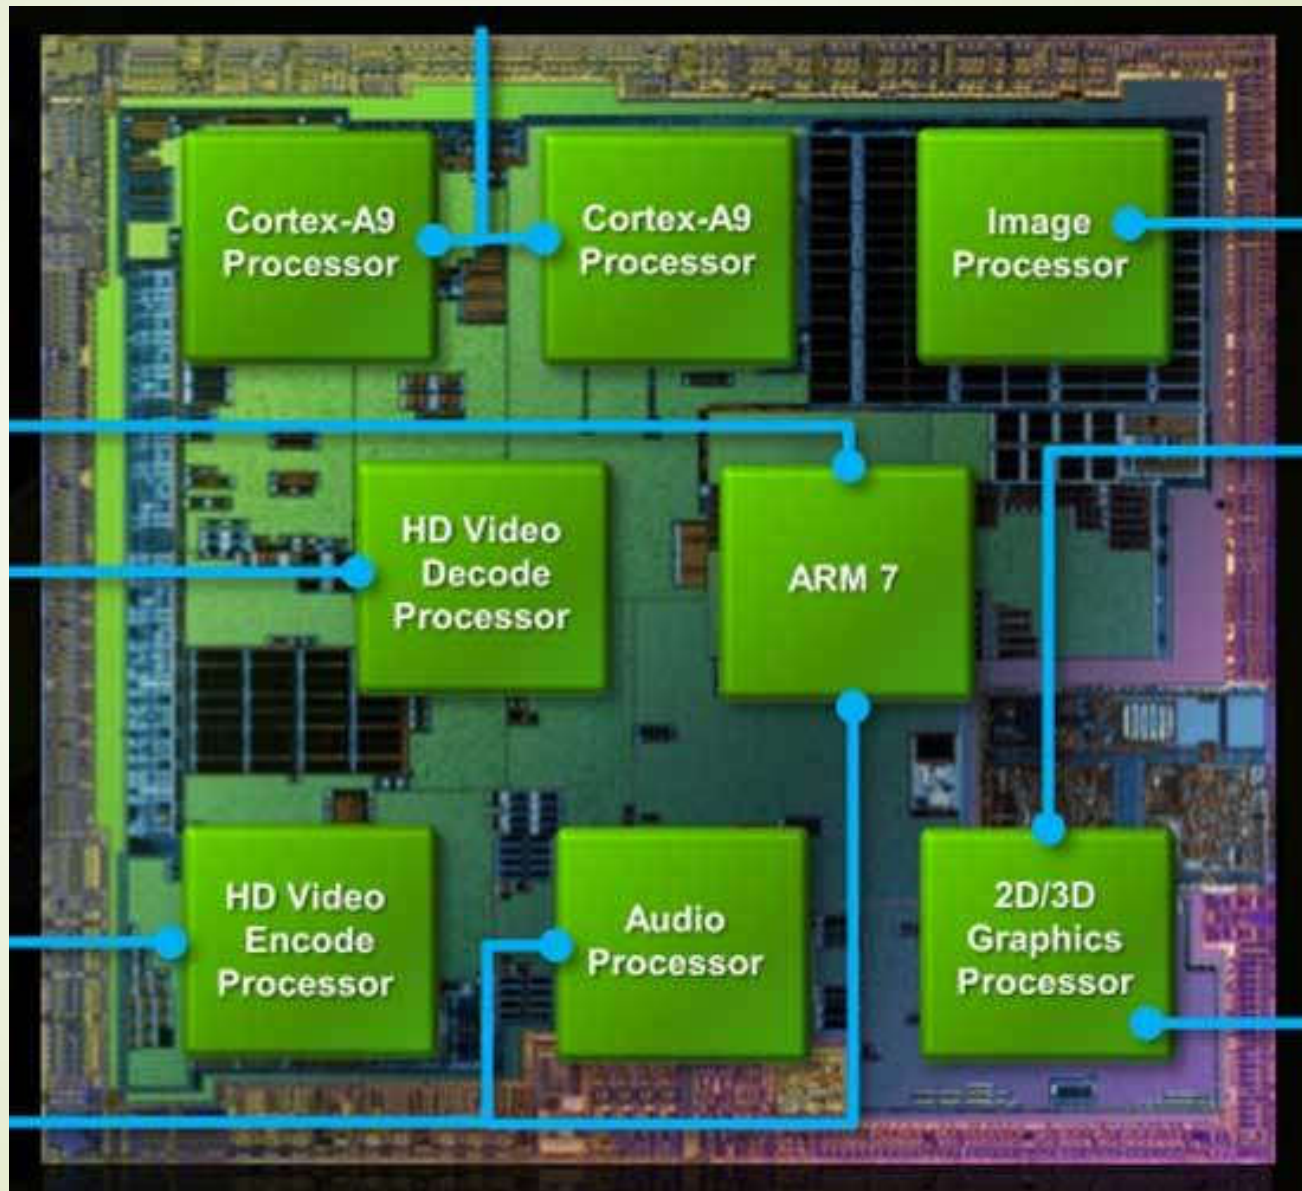 Cortex-A9
Processor
Cortex-A9
Processor
Image
Processor
HD Video
Decode
Processor
ARM 7
HD Video
Encode
Processor
Audio
Processor
2D/3D
Graphics
Processor